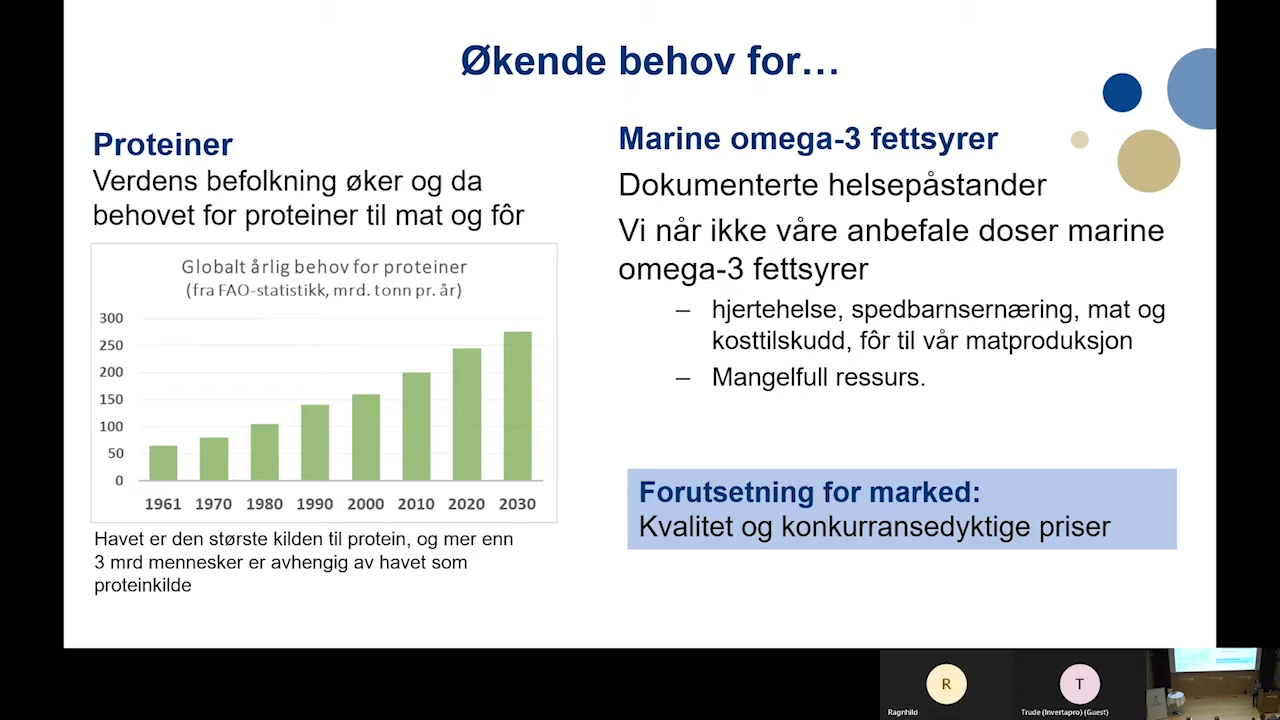 Økende behov for…
Proteiner
Verdens befolkning øker og da
behovet for proteiner til mat og fôr
Globalt årlig behov for proteiner
(fra FAO-statistikk, mrd. tonn pr. år)
300
250
200
150
100
50
0
1961 1970 1980 1990 2000 2010 2020 2030
Havet er den største kilden til protein, og mer enn
3 mrd mennesker er avhengig av havet som
proteinkilde
Marine omega-3 fettsyrer
Dokumenterte helsepåstander
Vi når ikke våre anbefale doser marine
omega-3 fettsyrer
– hjertehelse, spedbarnsernæring, mat og
kosttilskudd, fôr til vår matproduksjon
– Mangelfull ressurs.
Forutsetning for marked:
Kvalitet og konkurransedyktige priser
R
Ragnhild
T
Trude (Invertapro) (Guest)